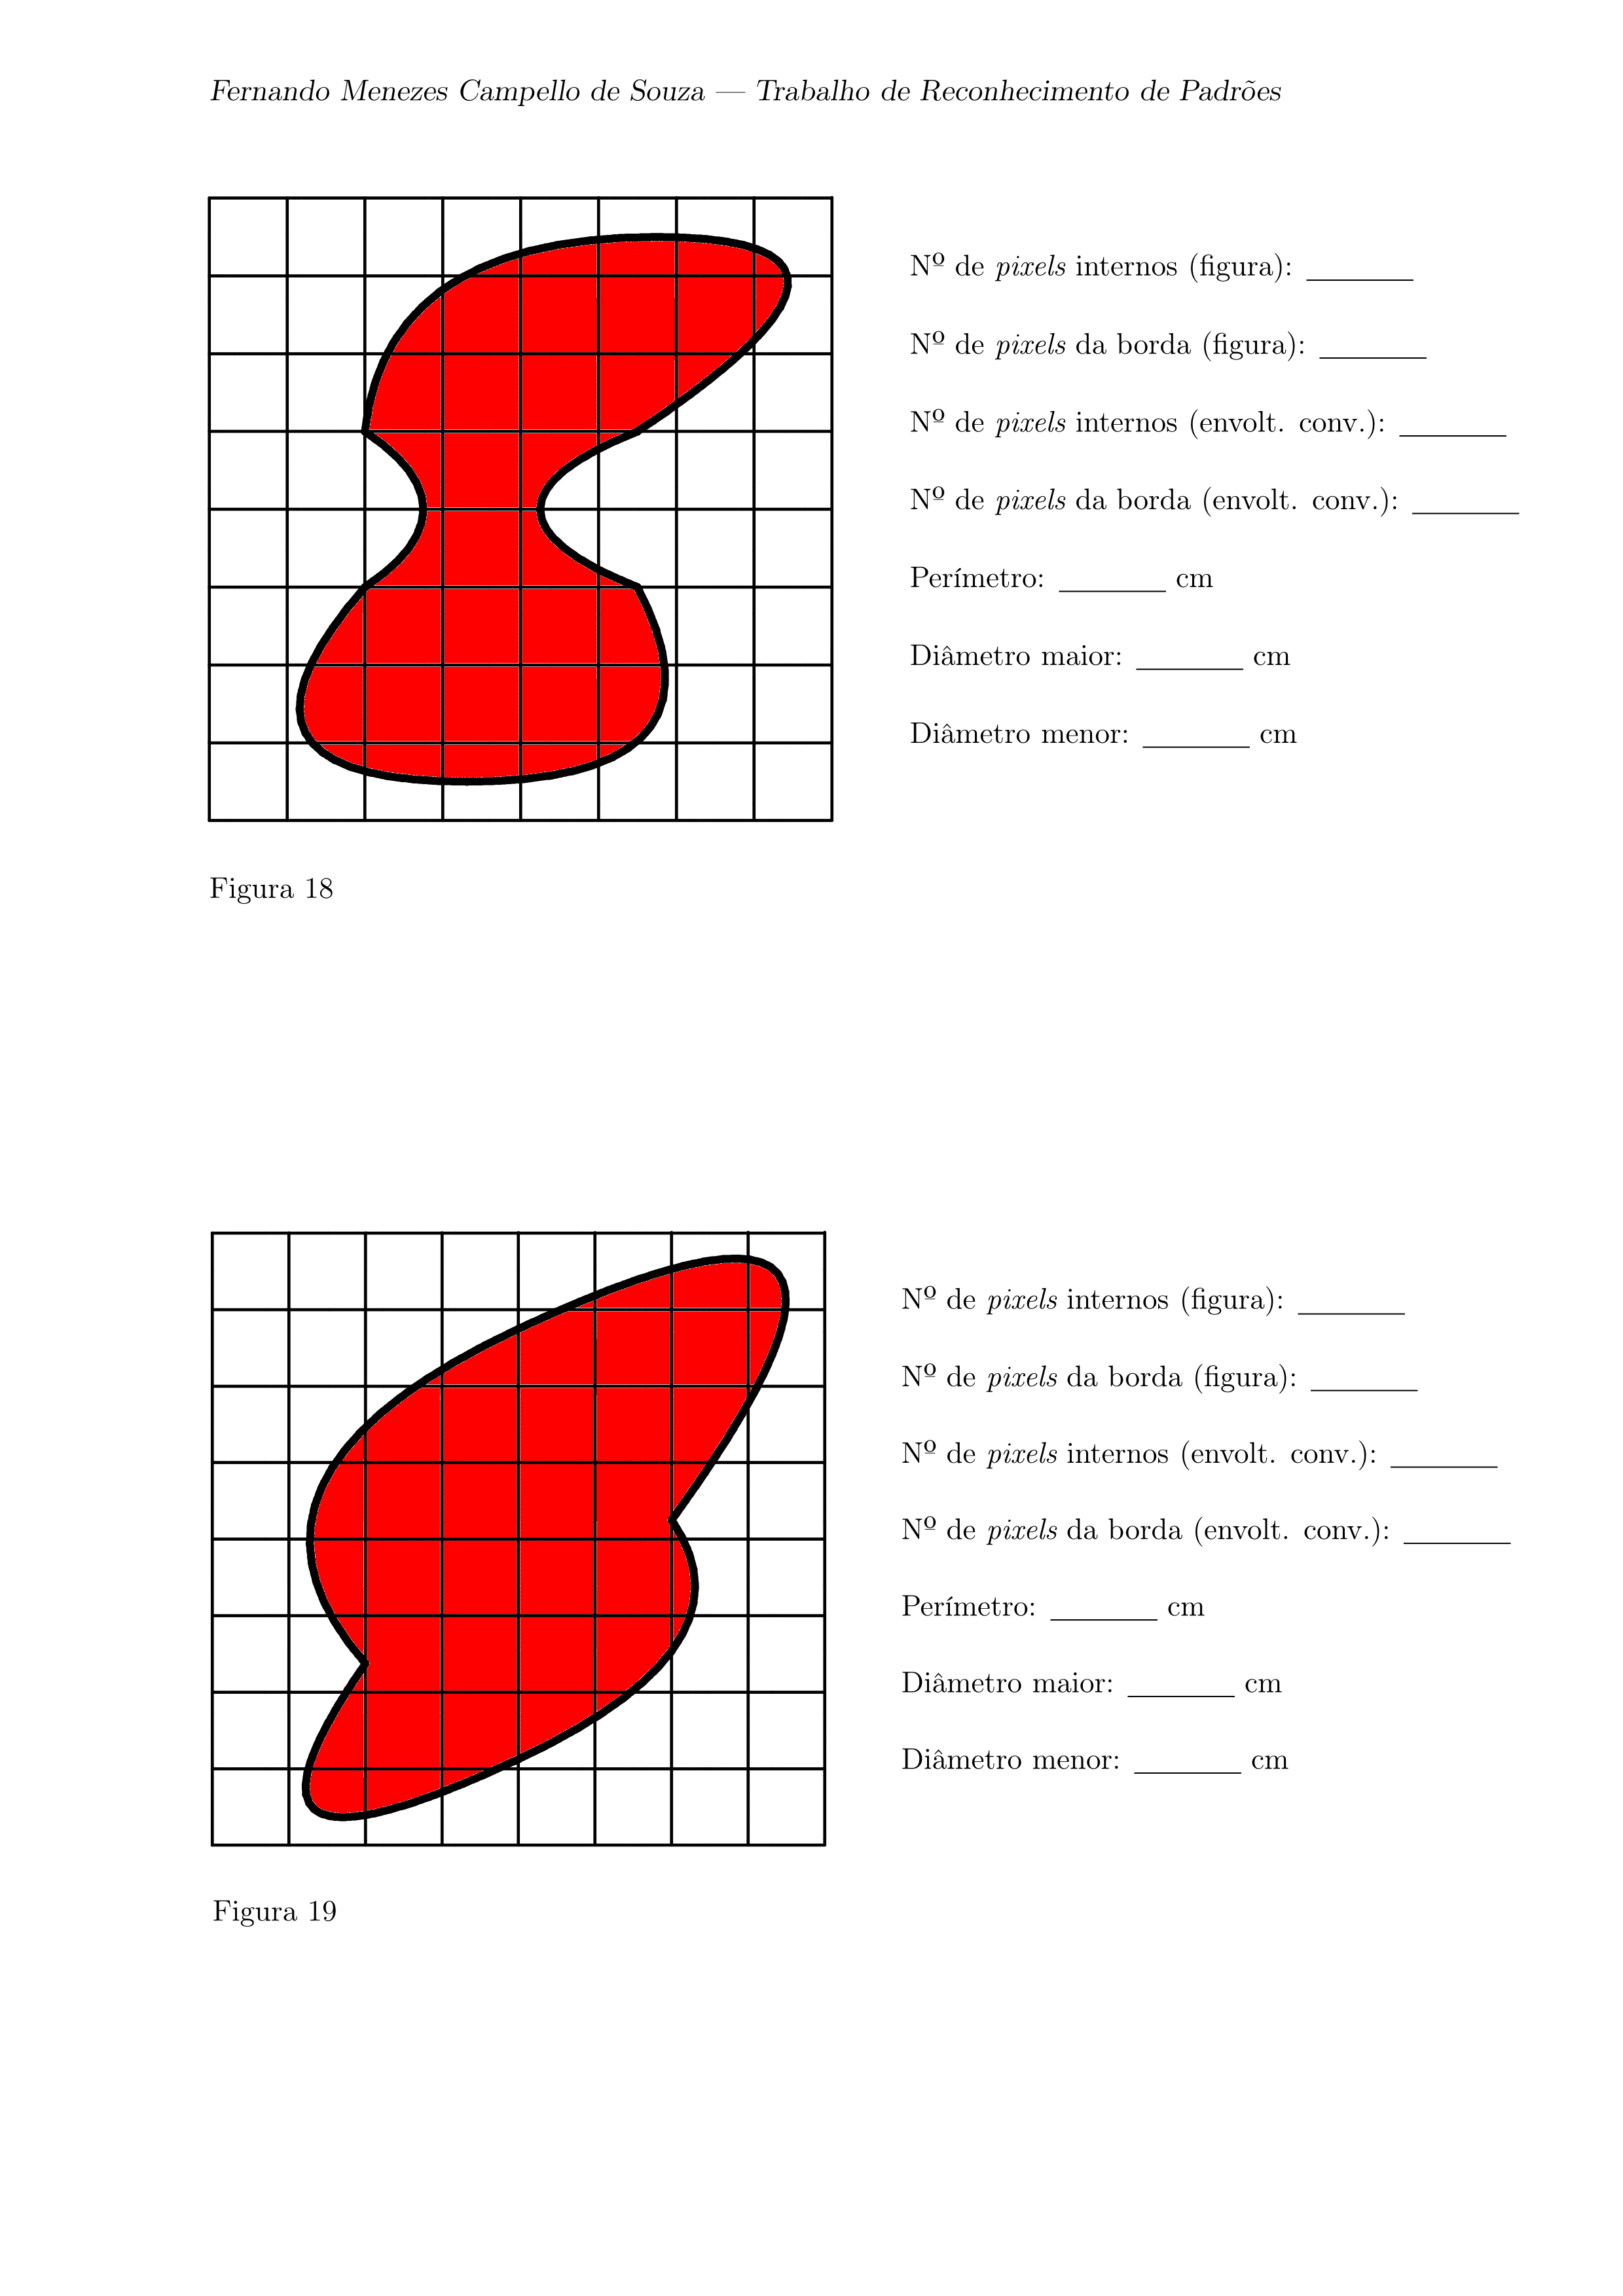 Fernando Menezes Campello de Souza — Trabalho de Reconhecimento de Padrões
Nº de pixels internos (figura): _______
Nº de pixels da borda (figura): _______
Nº de pixels internos (envolt. conv.): _______
Nº de pixels da borda (envolt. conv.): _______
Perímetro: _______ cm
Diâmetro maior: _______ cm
Diâmetro menor: _______ cm
Figura 18
Nº de pixels internos (figura): _______
Nº de pixels da borda (figura): _______
Nº de pixels internos (envolt. conv.): _______
Nº de pixels da borda (envolt. conv.): _______
Perímetro: _______ cm
Diâmetro maior: _______ cm
Diâmetro menor: _______ cm
Figura 19